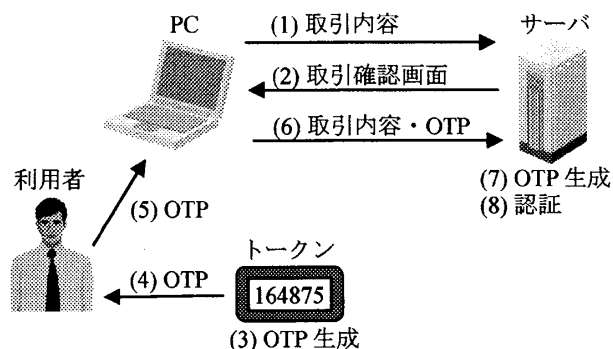 PC
(1) 取引内容
サーバ
(2) 取引確認画面
(6) 取引内容・OTP
利用者
(5) OTP
(7) OTP 生成
(8) 認証
トークン
(4) OTP
164875
(3) OTP 生成